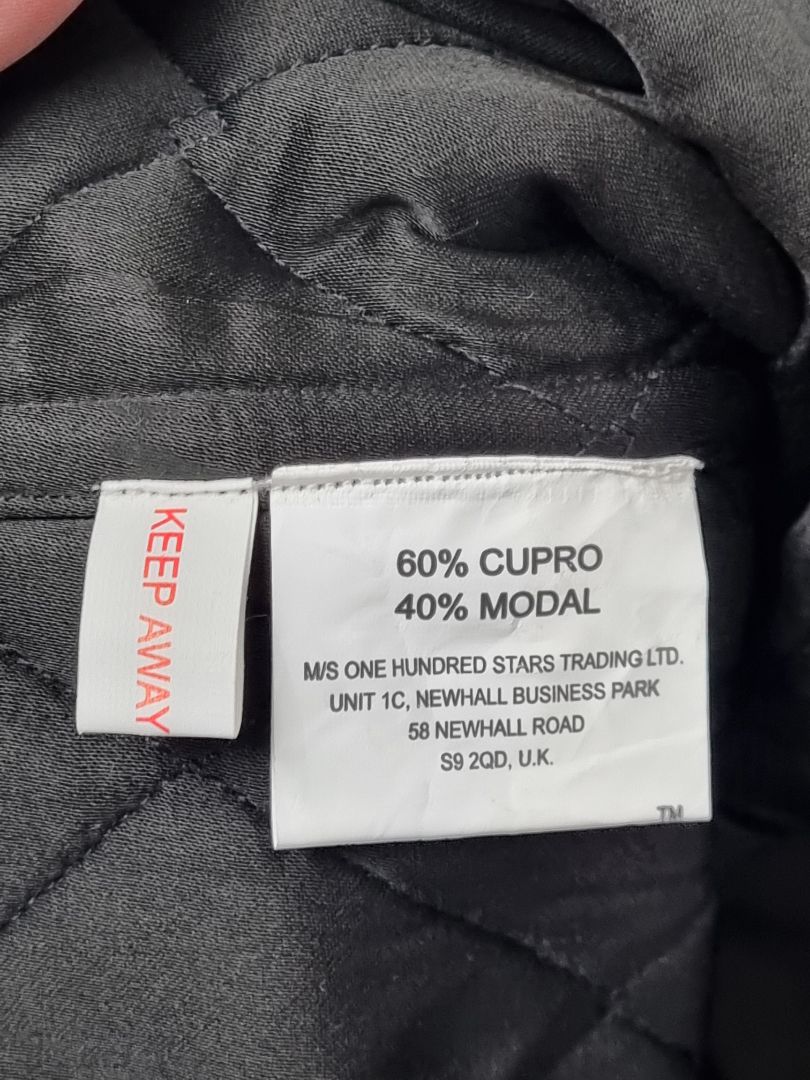 KEEP AWAY
60% CUPRO
40% MODAL
M/S ONE HUNDRED STARS TRADING LTD.
UNIT 1C, NEWHALL BUSINESS PARK
58 NEWHALL ROAD
S9 2QD, U.K.
TM